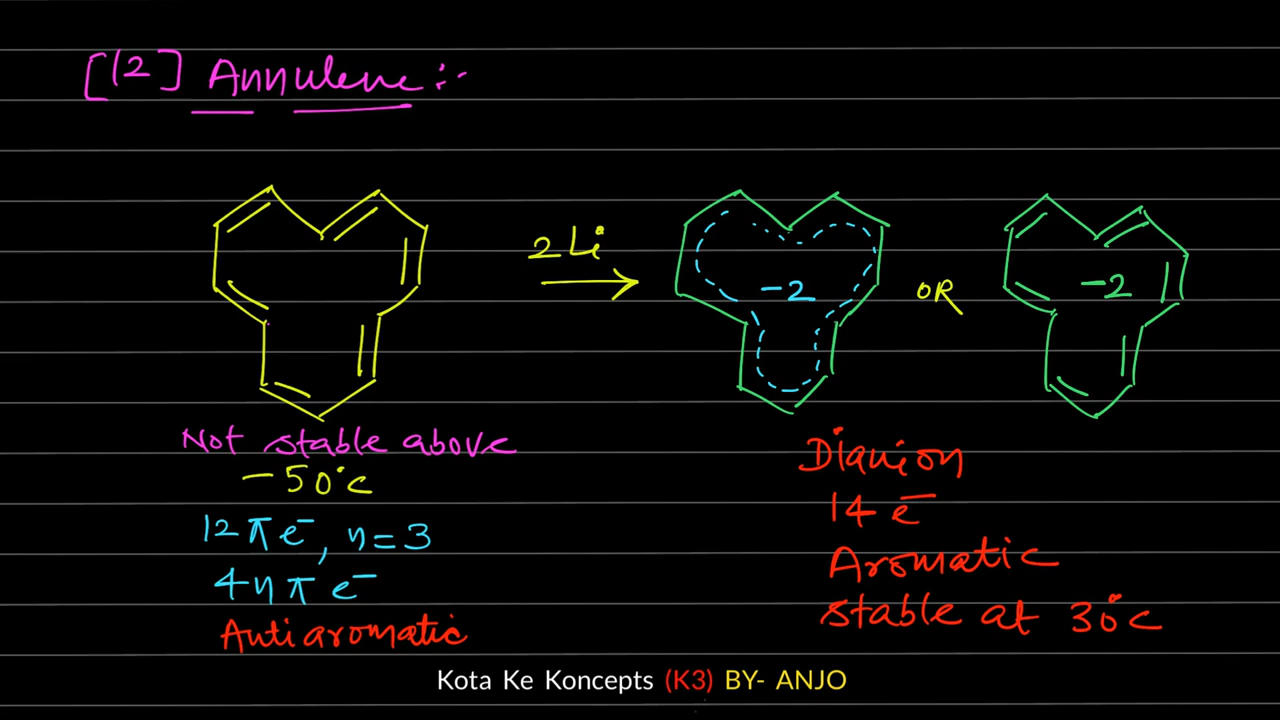 [12] Annulene :-
2Li
-2
OR
-2
Not stable above
-50°c
12 π e⁻, n = 3
4n π e⁻
Antiaromatic
Dianion
14 e⁻
Aromatic
stable at 30°c
Kota Ke Koncepts (K3) BY- ANJO